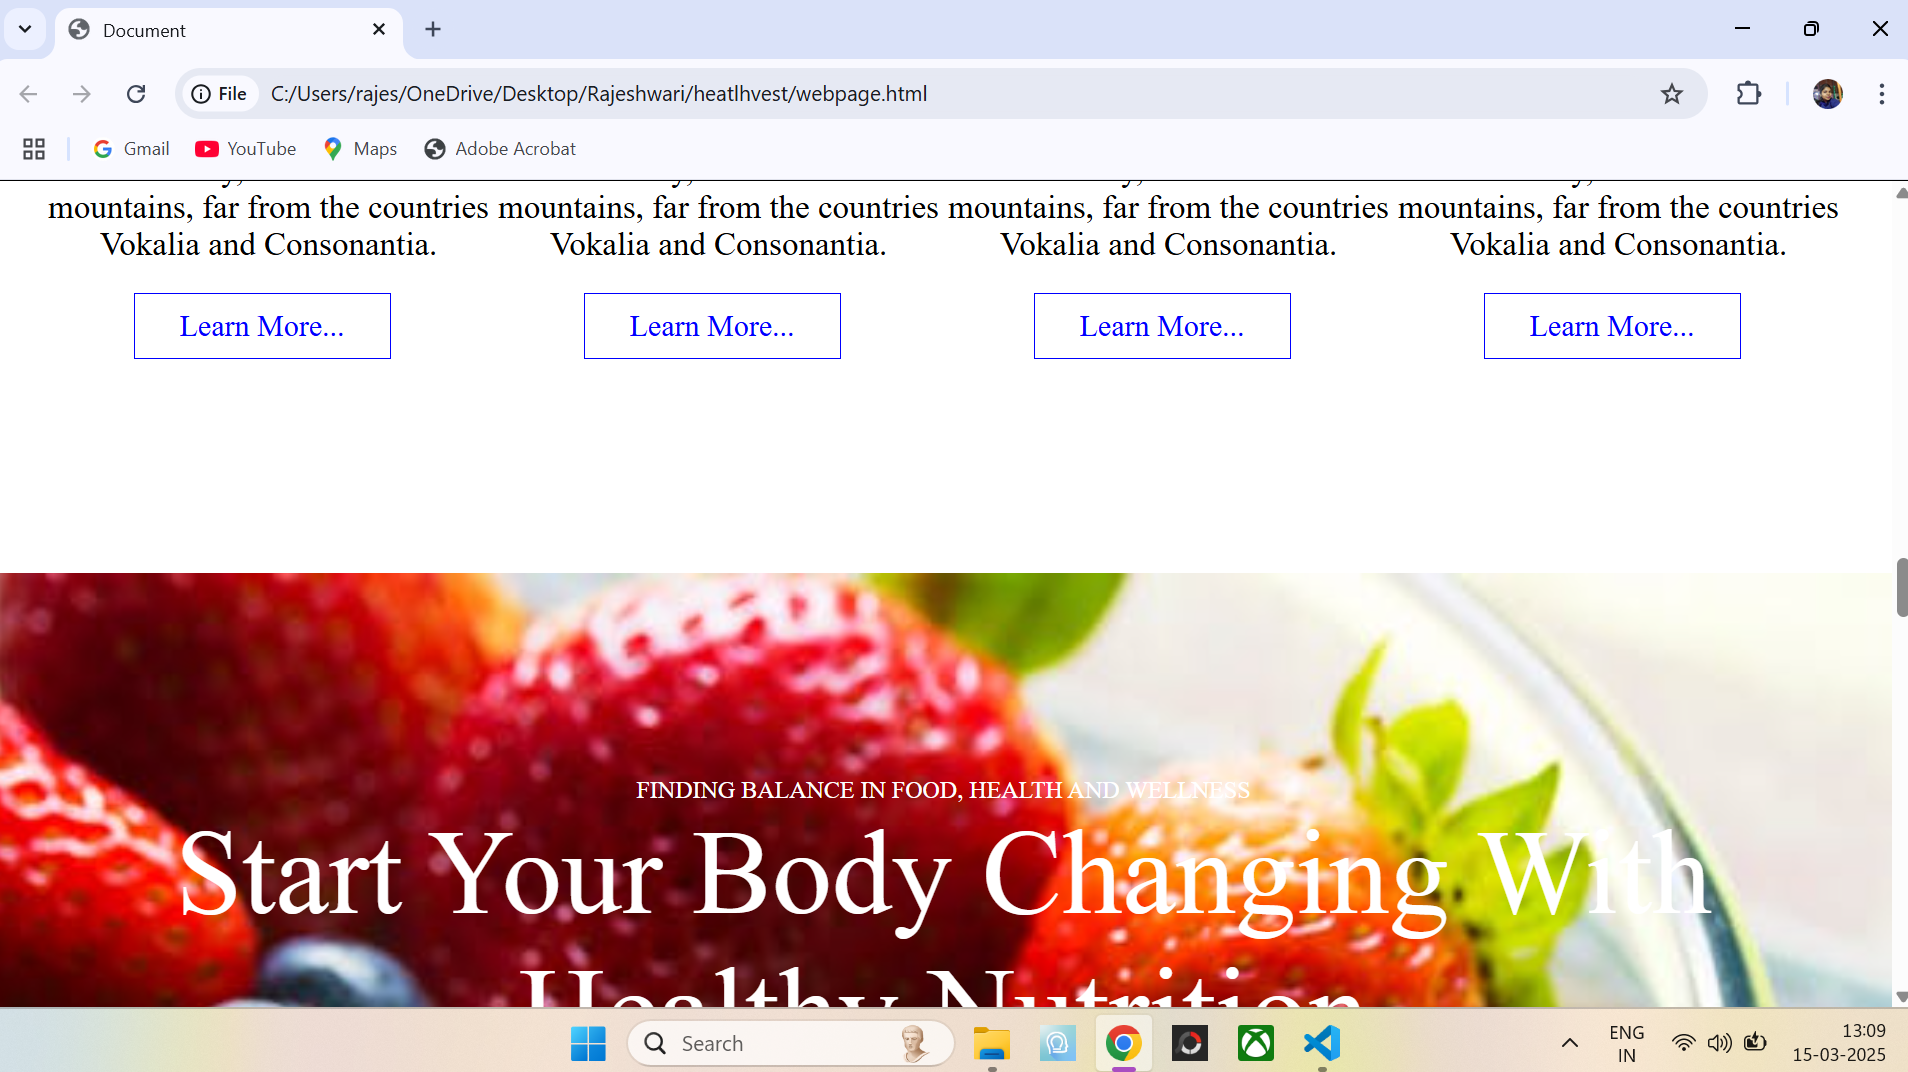 Document
File
C:/Users/rajes/OneDrive/Desktop/Rajeshwari/heatlhvest/webpage.html
Gmail
YouTube
Maps
Adobe Acrobat
mountains, far from the countries mountains, far from the countries mountains, far from the countries mountains, far from the countries
Vokalia and Consonantia. Vokalia and Consonantia. Vokalia and Consonantia. Vokalia and Consonantia.
Learn More... Learn More... Learn More... Learn More...
FINDING BALANCE IN FOOD, HEALTH AND WELLNESS
Start Your Body Changing With
Healthy Nutrition
Search
ENG
IN
13:09
15-03-2025